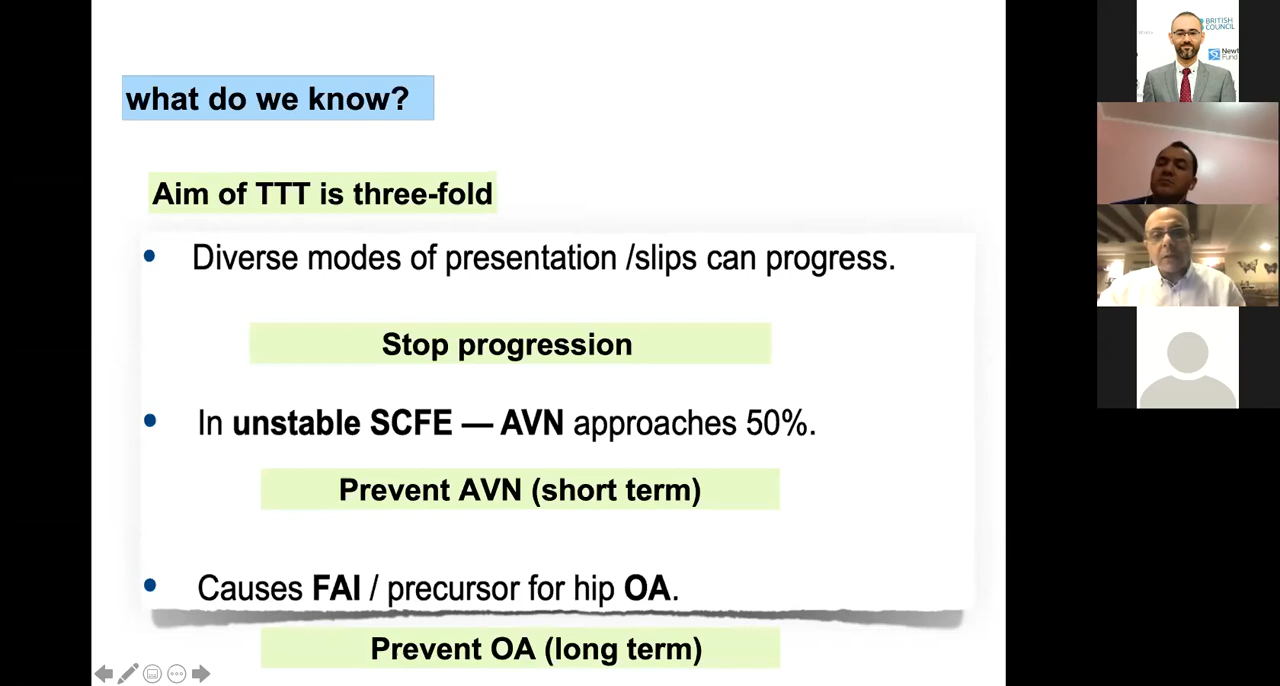 what do we know?
Aim of TTT is three-fold
• Diverse modes of presentation /slips can progress.
Stop progression
• In unstable SCFE — AVN approaches 50%.
Prevent AVN (short term)
• Causes FAI / precursor for hip OA.
Prevent OA (long term)
BRITISH
COUNCIL
Fund